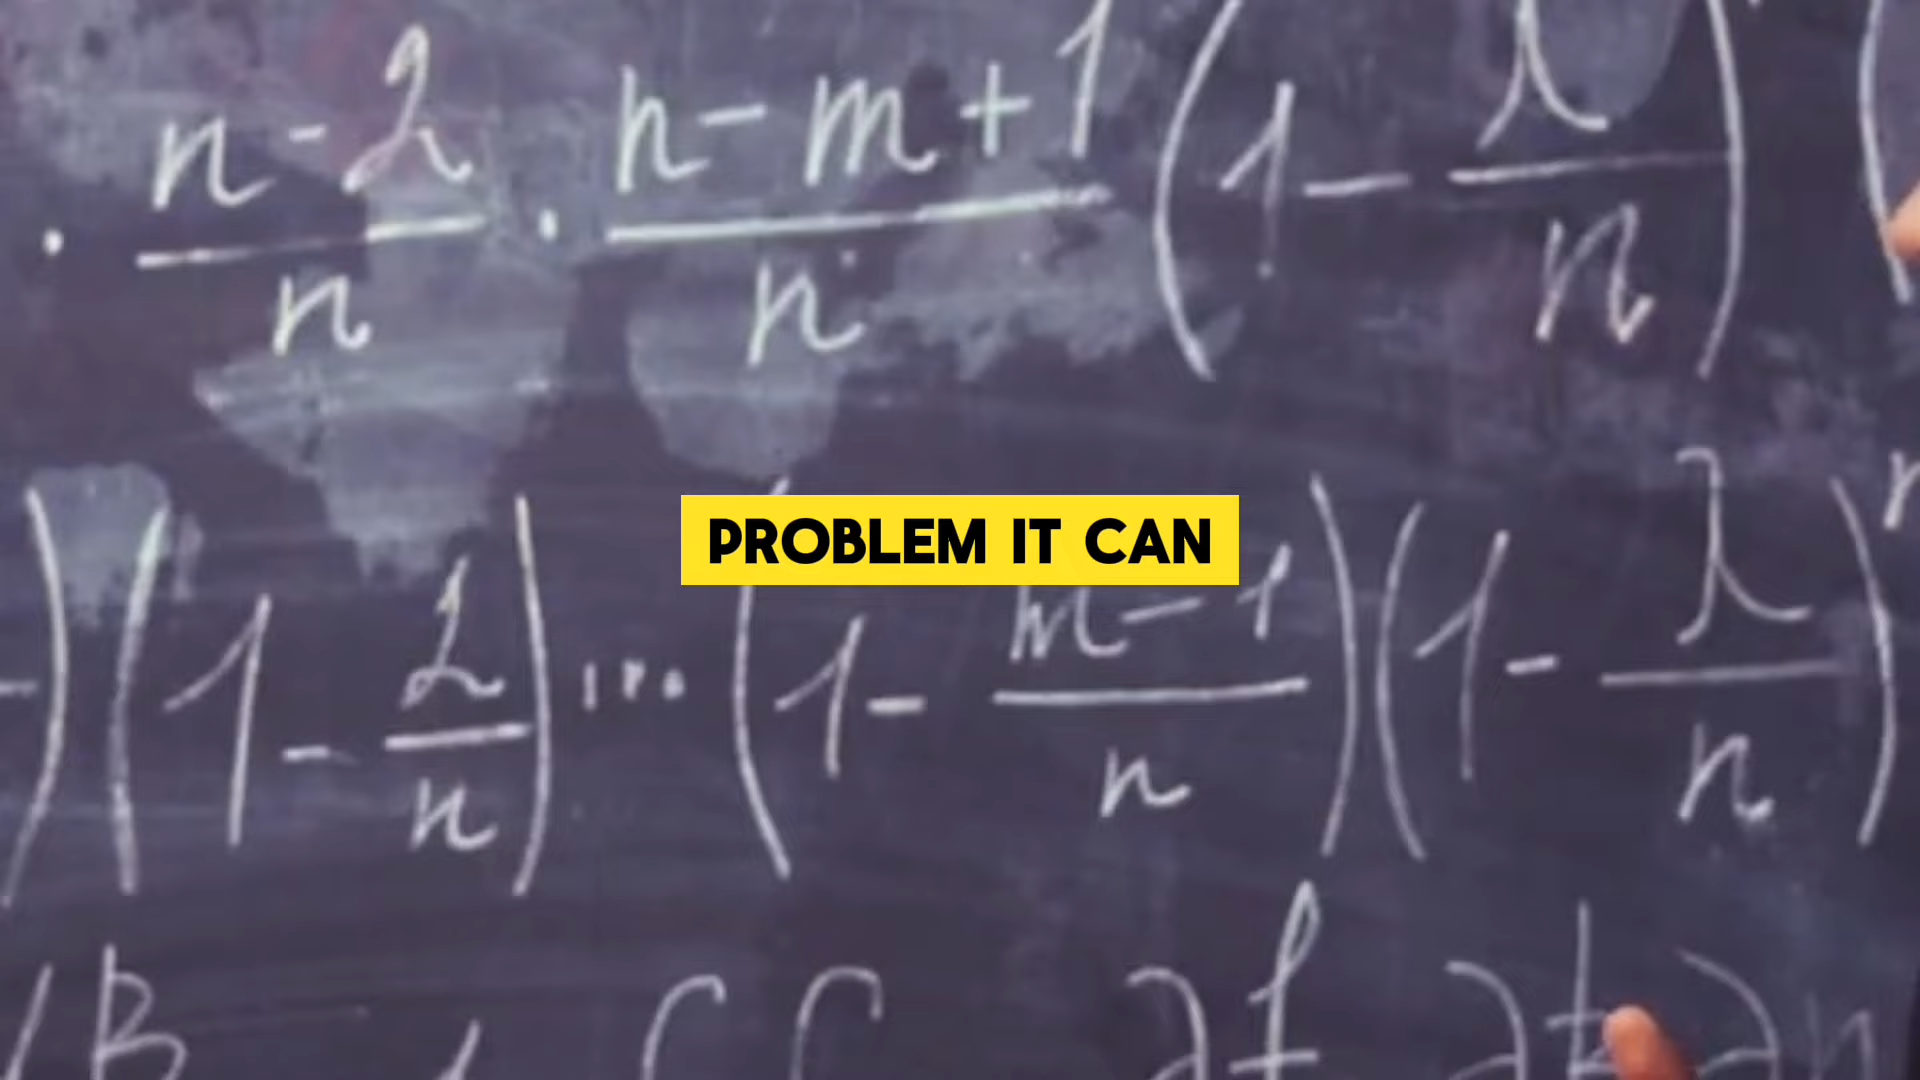 · n-2/n · n-m+1/n (1-λ/n)
PROBLEM IT CAN
-) (1-2/n) ... (1-m-1/n) (1-λ/n)